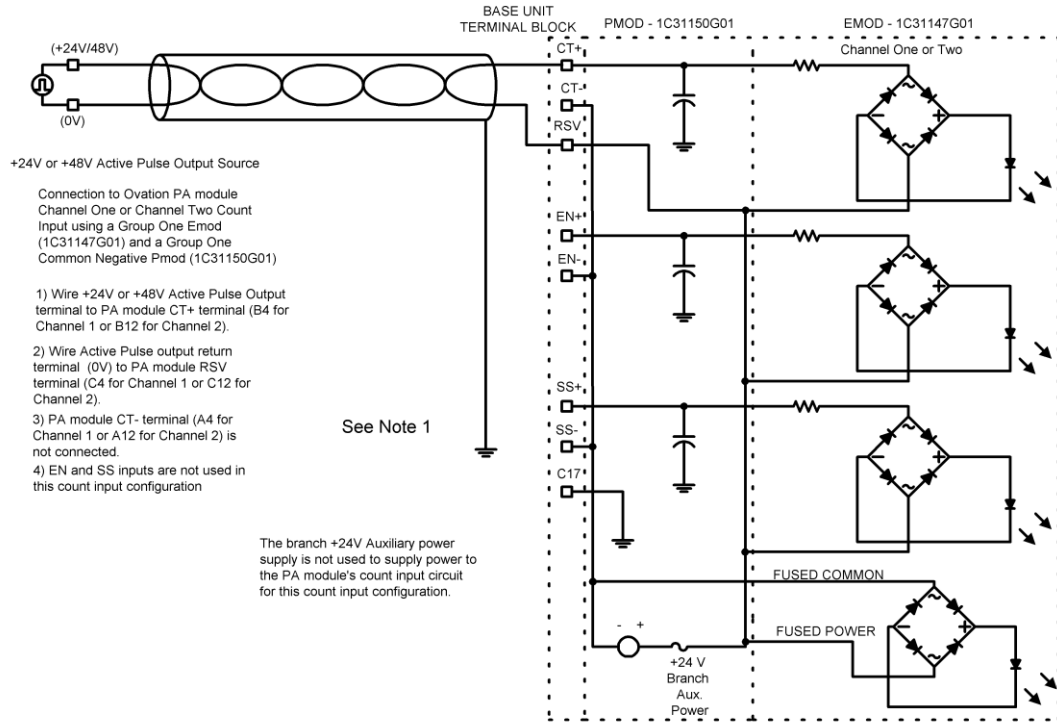 BASE UNIT
TERMINAL BLOCK
PMOD - 1C31150G01
EMOD - 1C31147G01
(+24V/48V)
CT+
Channel One or Two
CT-
(0V)
RSV
+24V or +48V Active Pulse Output Source
Connection to Ovation PA module
Channel One or Channel Two Count
Input using a Group One Emod
(1C31147G01) and a Group One
Common Negative Pmod (1C31150G01)
EN+
EN-
1) Wire +24V or +48V Active Pulse Output
terminal to PA module CT+ terminal (B4 for
Channel 1 or B12 for Channel 2).
2) Wire Active Pulse output return
terminal (0V) to PA module RSV
terminal (C4 for Channel 1 or C12 for
Channel 2).
3) PA module CT- terminal (A4 for
Channel 1 or A12 for Channel 2) is
not connected.
4) EN and SS inputs are not used in
this count input configuration
See Note 1
SS+
SS-
C17
The branch +24V Auxiliary power
supply is not used to supply power to
the PA module's count input circuit
for this count input configuration.
FUSED COMMON
- +
FUSED POWER
+24 V
Branch
Aux.
Power